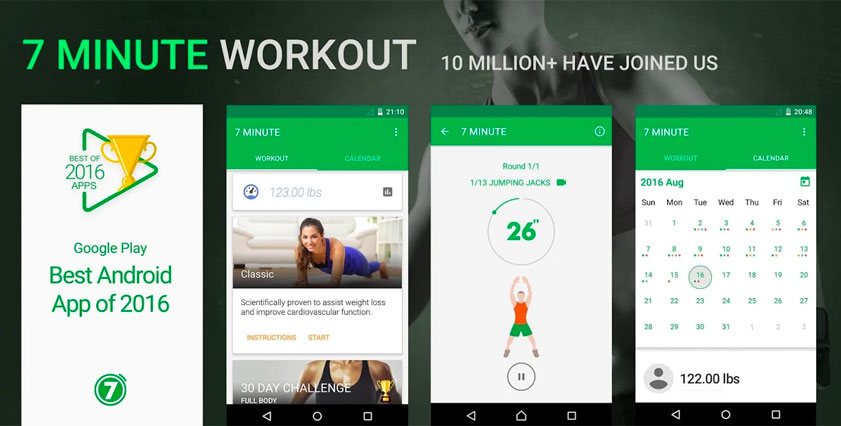 7 MINUTE WORKOUT 10 MILLION+ HAVE JOINED US
BEST OF
2016
APPS
Google Play
Best Android
App of 2016
7
21:10
7 MINUTE
WORKOUT CALENDAR
123.00 lbs
Classic
Scientifically proven to assist weight loss
and improve cardiovascular function.
INSTRUCTIONS START
30 DAY CHALLENGE
FULL BODY
7 MINUTE
Round 1/1
1/13 JUMPING JACKS
26"
20:48
7 MINUTE
WORKOUT CALENDAR
2016 Aug
Sun Mon Tue Wed Thu Fri Sat
31 1 2 3 4 5 6
7 8 9 10 11 12 13
14 15 16 17 18 19 20
21 22 23 24 25 26 27
28 29 30 31 1 2 3
122.00 lbs